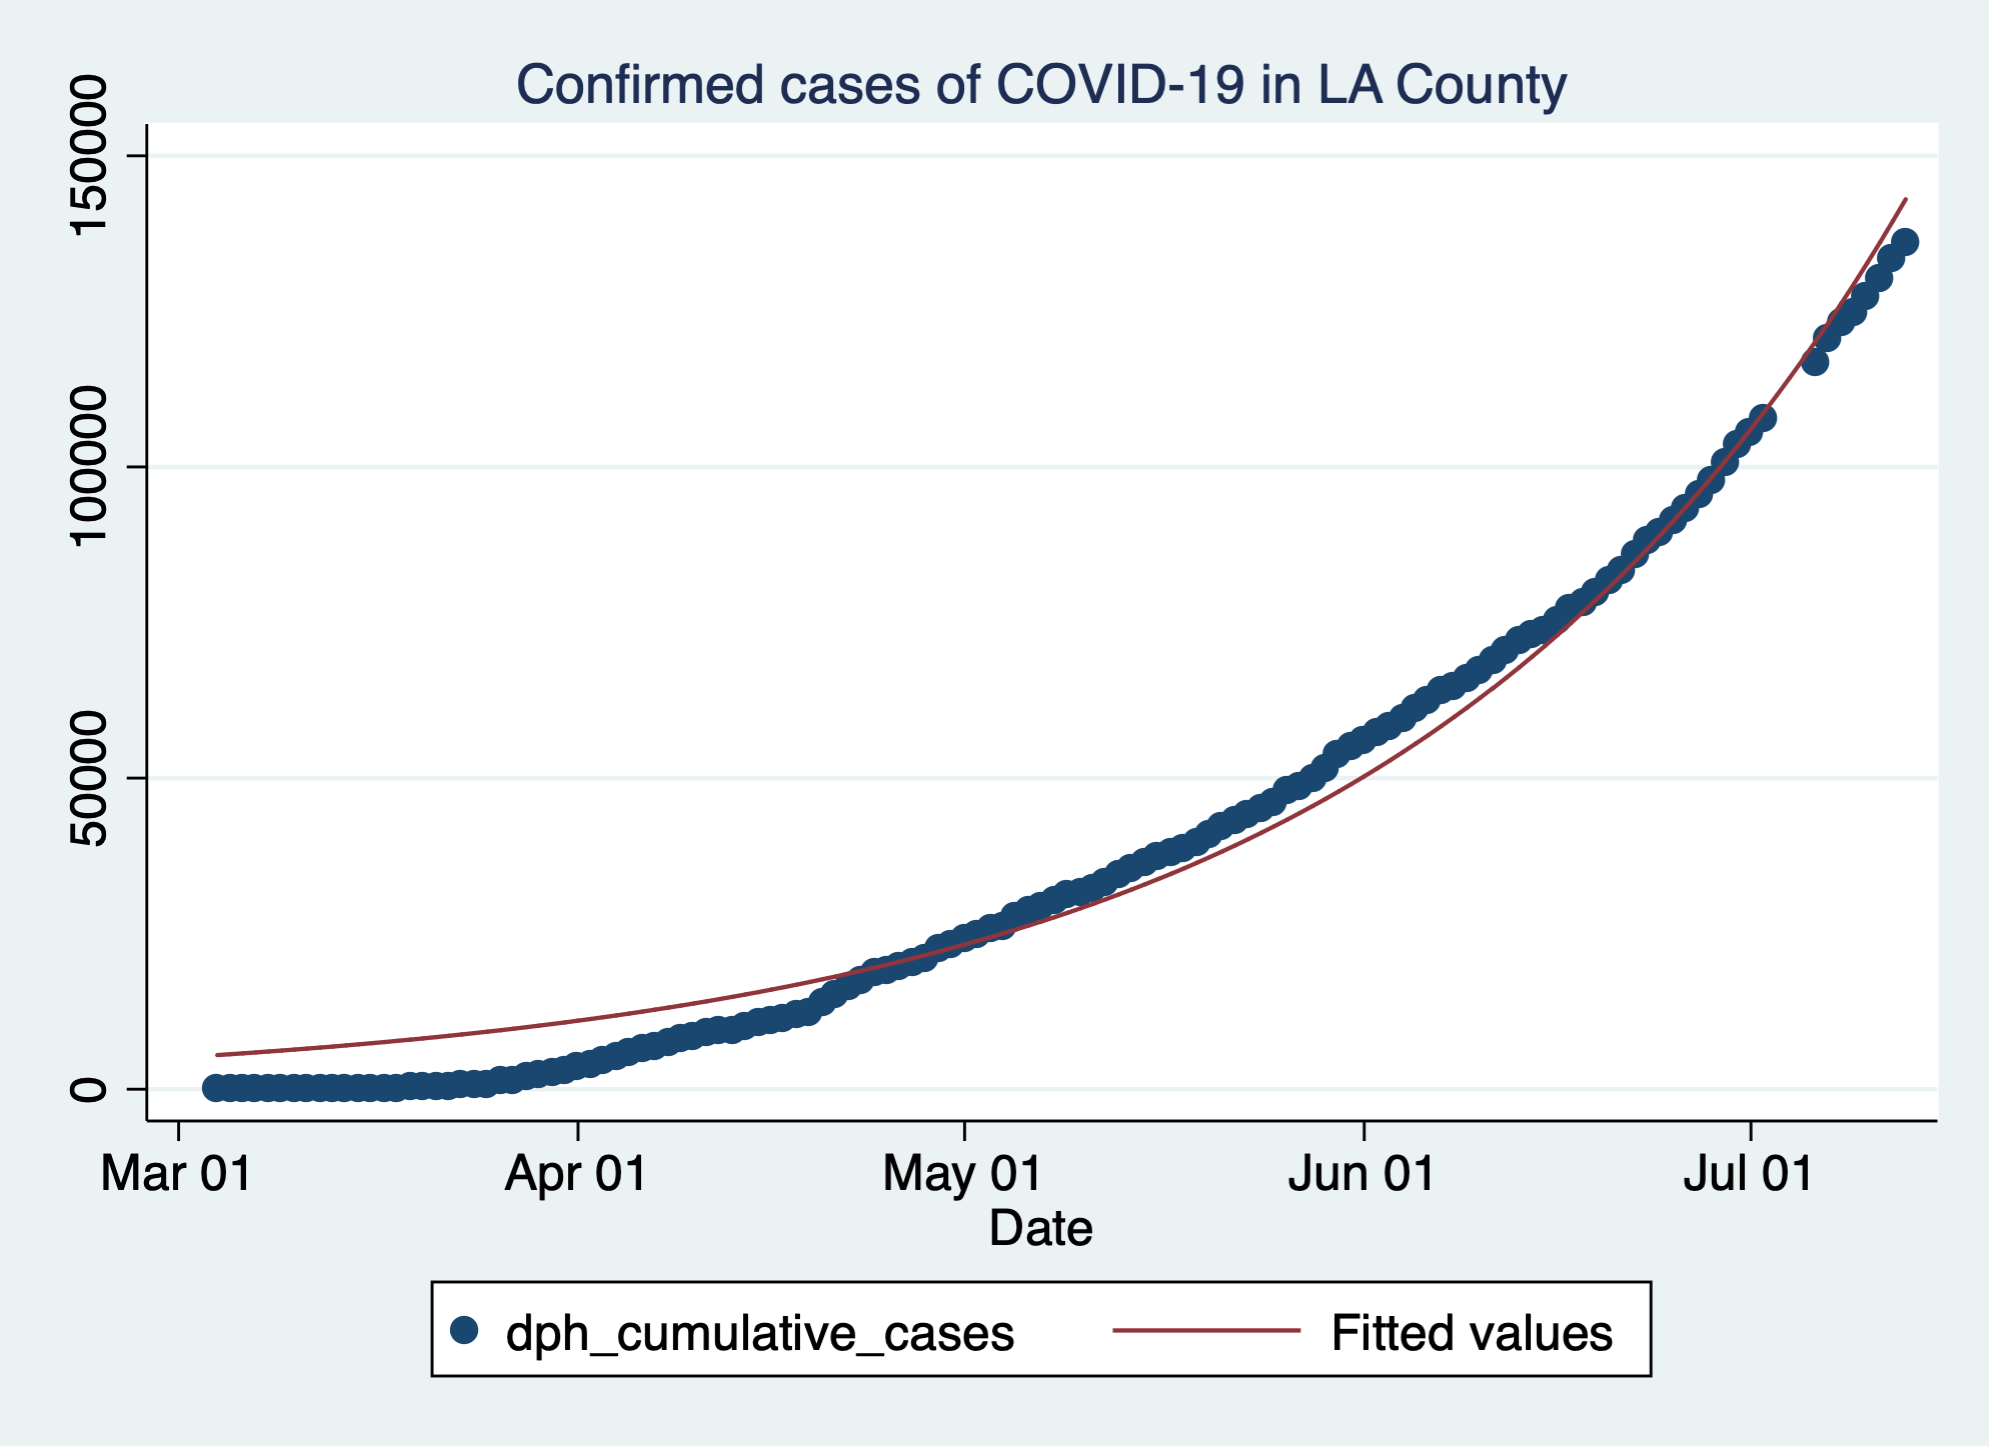 Confirmed cases of COVID-19 in LA County
150000
100000
50000
0
Mar 01 Apr 01 May 01 Jun 01 Jul 01
Date
dph_cumulative_cases Fitted values